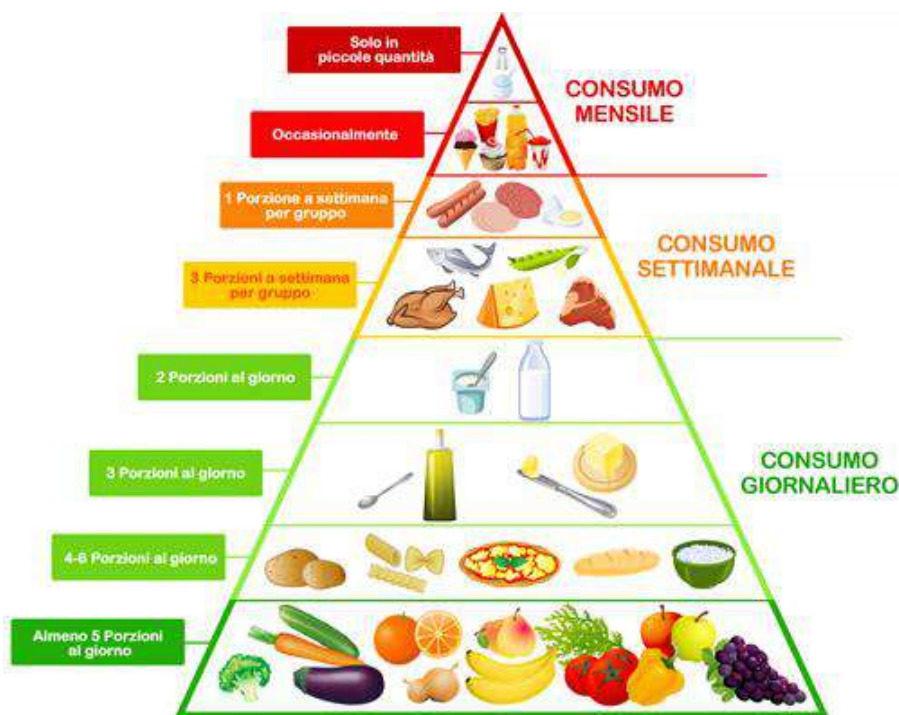 Solo in
piccole quantità
CONSUMO
MENSILE
Occasionalmente
1 Porzione a settimana
per gruppo
CONSUMO
SETTIMANALE
3 Porzioni a settimana
per gruppo
2 Porzioni al giorno
3 Porzioni al giorno
CONSUMO
GIORNALIERO
4-6 Porzioni al giorno
Almeno 5 Porzioni
al giorno